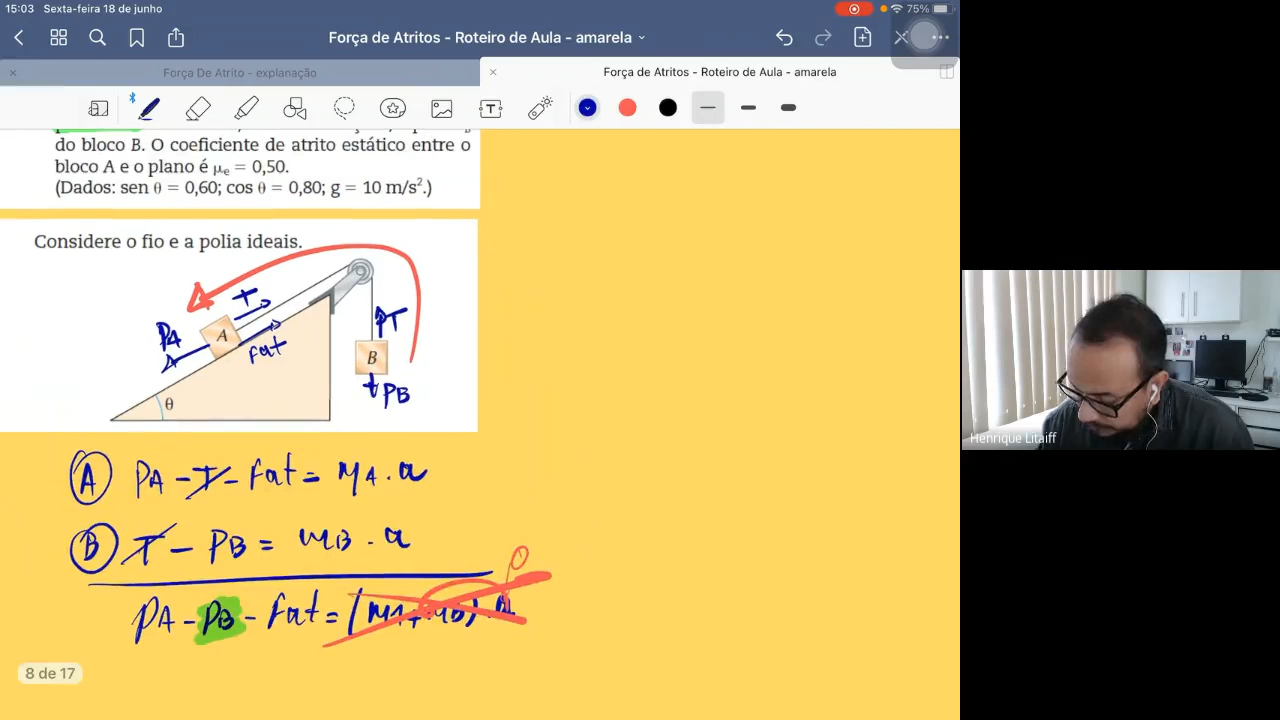 15:03 Sexta-feira 18 de junho
75%
Força de Atritos - Roteiro de Aula - amarela
Força De Atrito - explanação
Força de Atritos - Roteiro de Aula - amarela
do bloco B. O coeficiente de atrito estático entre o
bloco A e o plano é μe = 0,50.
(Dados: sen θ = 0,60; cos θ = 0,80; g = 10 m/s².)
Considere o fio e a polia ideais.
T
PA
A
Fat
T
B
PB
θ
A PA - T - Fat = mA . a
B T - PB = mB . a
0
PA - PB - Fat = (mA + mB) . a
8 de 17
Henrique Litaiff